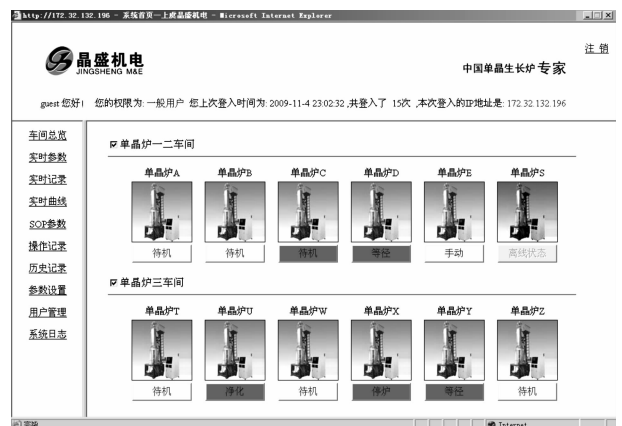 http://172.32.132.196 - 系统首页—上虞晶盛机电 - Microsoft Internet Explorer
注 销
晶盛机电
JINGSHENG M&E
中国单晶生长炉专家
guest 您好! 您的权限为: 一般用户 您上次登入时间为: 2009-11-4 23:02:32 ,共登入了 15次 ,本次登入的IP地址是: 172.32.132.196
车间总览
实时参数
实时记录
实时曲线
SOP参数
操作记录
历史记录
参数设置
用户管理
系统日志
单晶炉一二车间
单晶炉A 单晶炉B 单晶炉C 单晶炉D 单晶炉E 单晶炉S
待机 待机 待机 等径 手动 离线状态
单晶炉三车间
单晶炉T 单晶炉U 单晶炉W 单晶炉X 单晶炉Y 单晶炉Z
待机 净化 待机 停炉 等径 待机
完毕 Internet